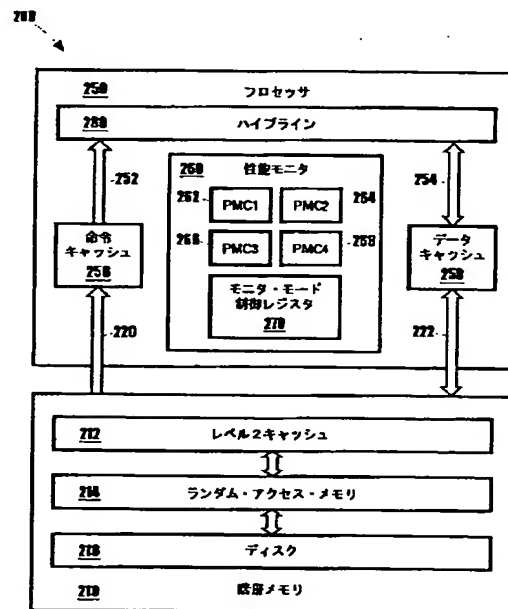 200
250 フロセッサ
280 ハイプライン
252
260 性能モニタ
254
262 PMC1 PMC2 264
266 PMC3 PMC4 268
命令
キャッシュ
256
データ
キャッシュ
258
モニタ・モード
制御レジスタ
270
220
222
212 レベル2キャッシュ
214 ランダム・アクセス・メモリ
ディスク
210 階層メモリ